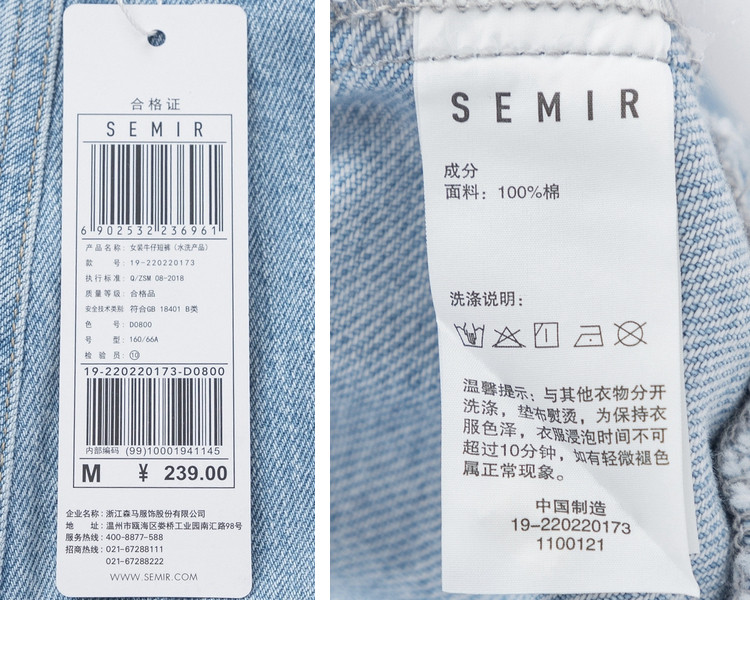 合格证
SEMIR
6 902532 236961
产品名称: 女装牛仔短裤（水洗产品）
款 号: 19-220220173
执行标准: Q/ZSM 08-2018
质量等级: 合格品
安全技术类别: 符合GB 18401 B类
色 号: D0800
号 型: 160/66A
检 验 员: ⑩
19-220220173-D0800
内部编码 (99)10001941145
M ¥ 239.00
企业名称: 浙江森马服饰股份有限公司
地 址: 温州市瓯海区娄桥工业园南汇路98号
服务热线: 400-8877-588
招商热线: 021-67288111
021-67288222
WWW.SEMIR.COM
SEMIR
成分
面料: 100%棉
洗涤说明:
温馨提示: 与其他衣物分开
洗涤，垫布熨烫，为保持衣
服色泽，衣服浸泡时间不可
超过10分钟，如有轻微褪色
属正常现象。
中国制造
19-220220173
1100121